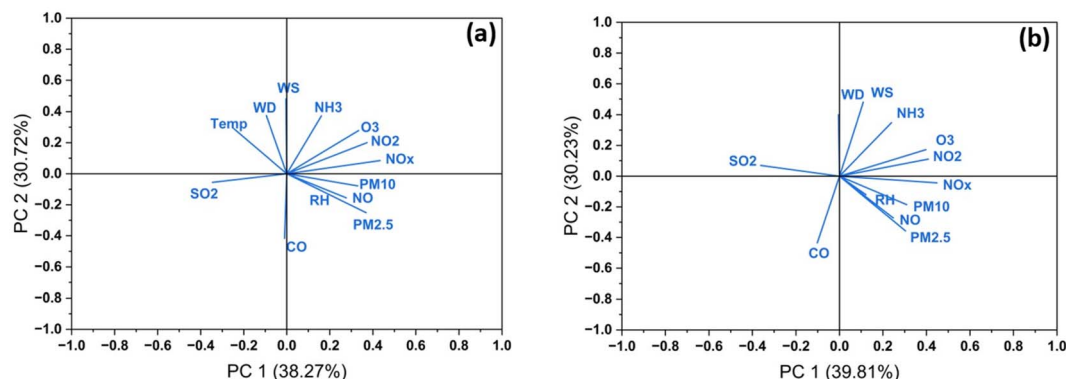 (a)
1.0
0.8
0.6
0.4
0.2
0.0
−0.2
−0.4
−0.6
−0.8
−1.0
PC 2 (30.72%)
WS
WD
NH3
Temp
O3
NO2
NOx
SO2
PM10
RH
NO
PM2.5
CO
−1.0 −0.8 −0.6 −0.4 −0.2 0.0 0.2 0.4 0.6 0.8 1.0
PC 1 (38.27%)
(b)
1.0
0.8
0.6
0.4
0.2
0.0
−0.2
−0.4
−0.6
−0.8
−1.0
PC 2 (30.23%)
WD
WS
NH3
O3
NO2
SO2
NOx
RH
PM10
NO
PM2.5
CO
−1.0 −0.8 −0.6 −0.4 −0.2 0.0 0.2 0.4 0.6 0.8 1.0
PC 1 (39.81%)